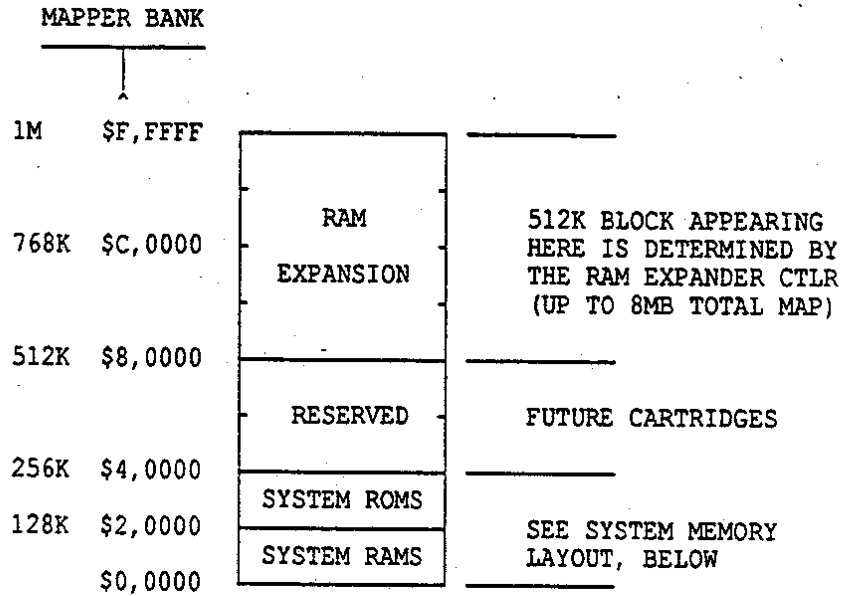 MAPPER BANK
1M $F,FFFF
RAM
EXPANSION
768K $C,0000
512K BLOCK APPEARING
HERE IS DETERMINED BY
THE RAM EXPANDER CTLR
(UP TO 8MB TOTAL MAP)
512K $8,0000
RESERVED
FUTURE CARTRIDGES
256K $4,0000
SYSTEM ROMS
128K $2,0000
SYSTEM RAMS
SEE SYSTEM MEMORY
LAYOUT, BELOW
$0,0000